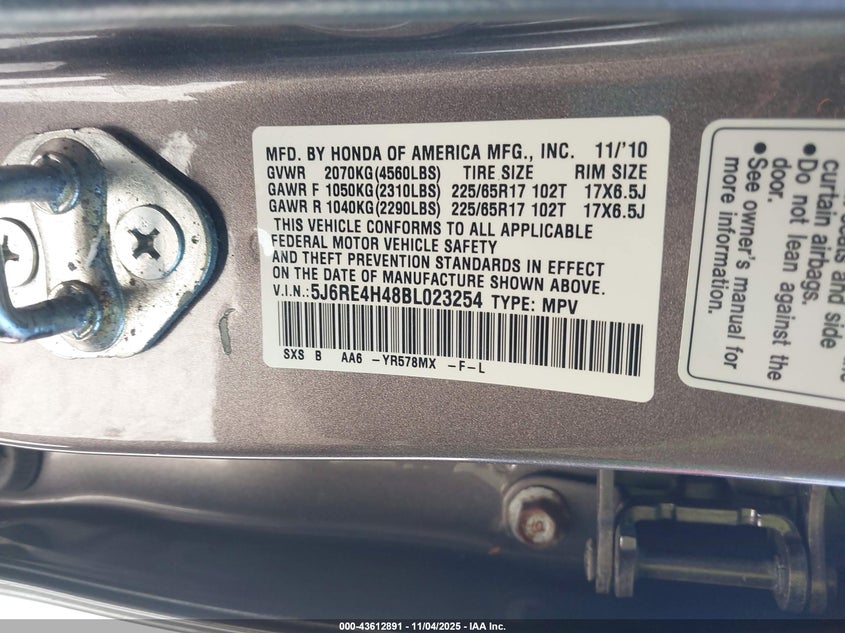 MFD. BY HONDA OF AMERICA MFG., INC. 11/'10
GVWR 2070KG(4560LBS) TIRE SIZE RIM SIZE
GAWR F 1050KG(2310LBS) 225/65R17 102T 17X6.5J
GAWR R 1040KG(2290LBS) 225/65R17 102T 17X6.5J
THIS VEHICLE CONFORMS TO ALL APPLICABLE
FEDERAL MOTOR VEHICLE SAFETY
AND THEFT PREVENTION STANDARDS IN EFFECT
ON THE DATE OF MANUFACTURE SHOWN ABOVE.
V.I.N.: 5J6RE4H48BL023254 TYPE: MPV
SXS B AA6 -YR578MX -F-L
seats and side
curtain airbags.
• Do not lean against the
door.
• See owner's manual for
more information.
000-43612891 - 11/04/2025 - IAA Inc.